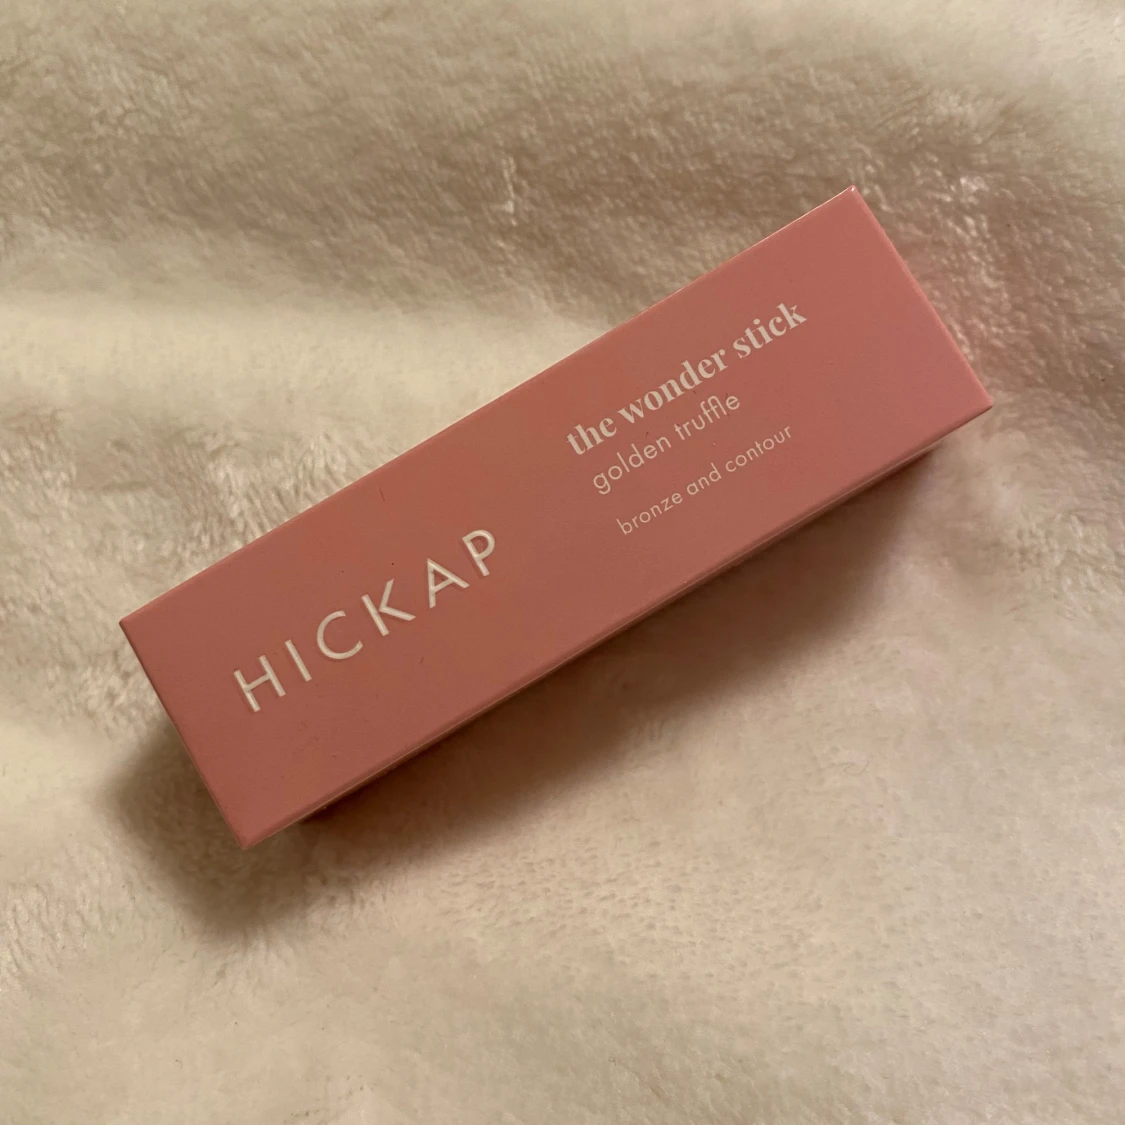 HICKAP
the wonder stick
golden truffle
bronze and contour